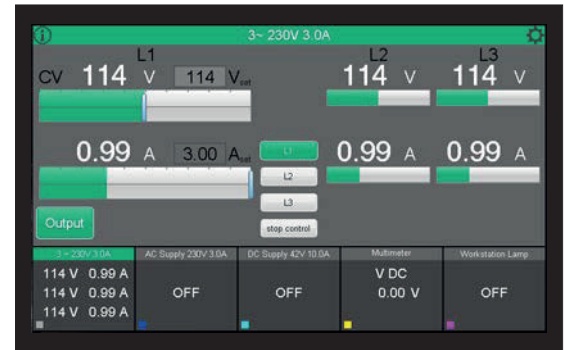 3~ 230V 3.0A
L1 L2 L3
CV 114 V 114 Vset 114 V 114 V
0.99 A 3.00 Aset L1 0.99 A 0.99 A
L2
L3
Output stop control
3 ~ 230V 3.0A AC Supply 230V 3.0A DC Supply 42V 10.0A Multimeter Workstation Lamp
114 V 0.99 A V DC
114 V 0.99 A OFF OFF 0.00 V OFF
114 V 0.99 A